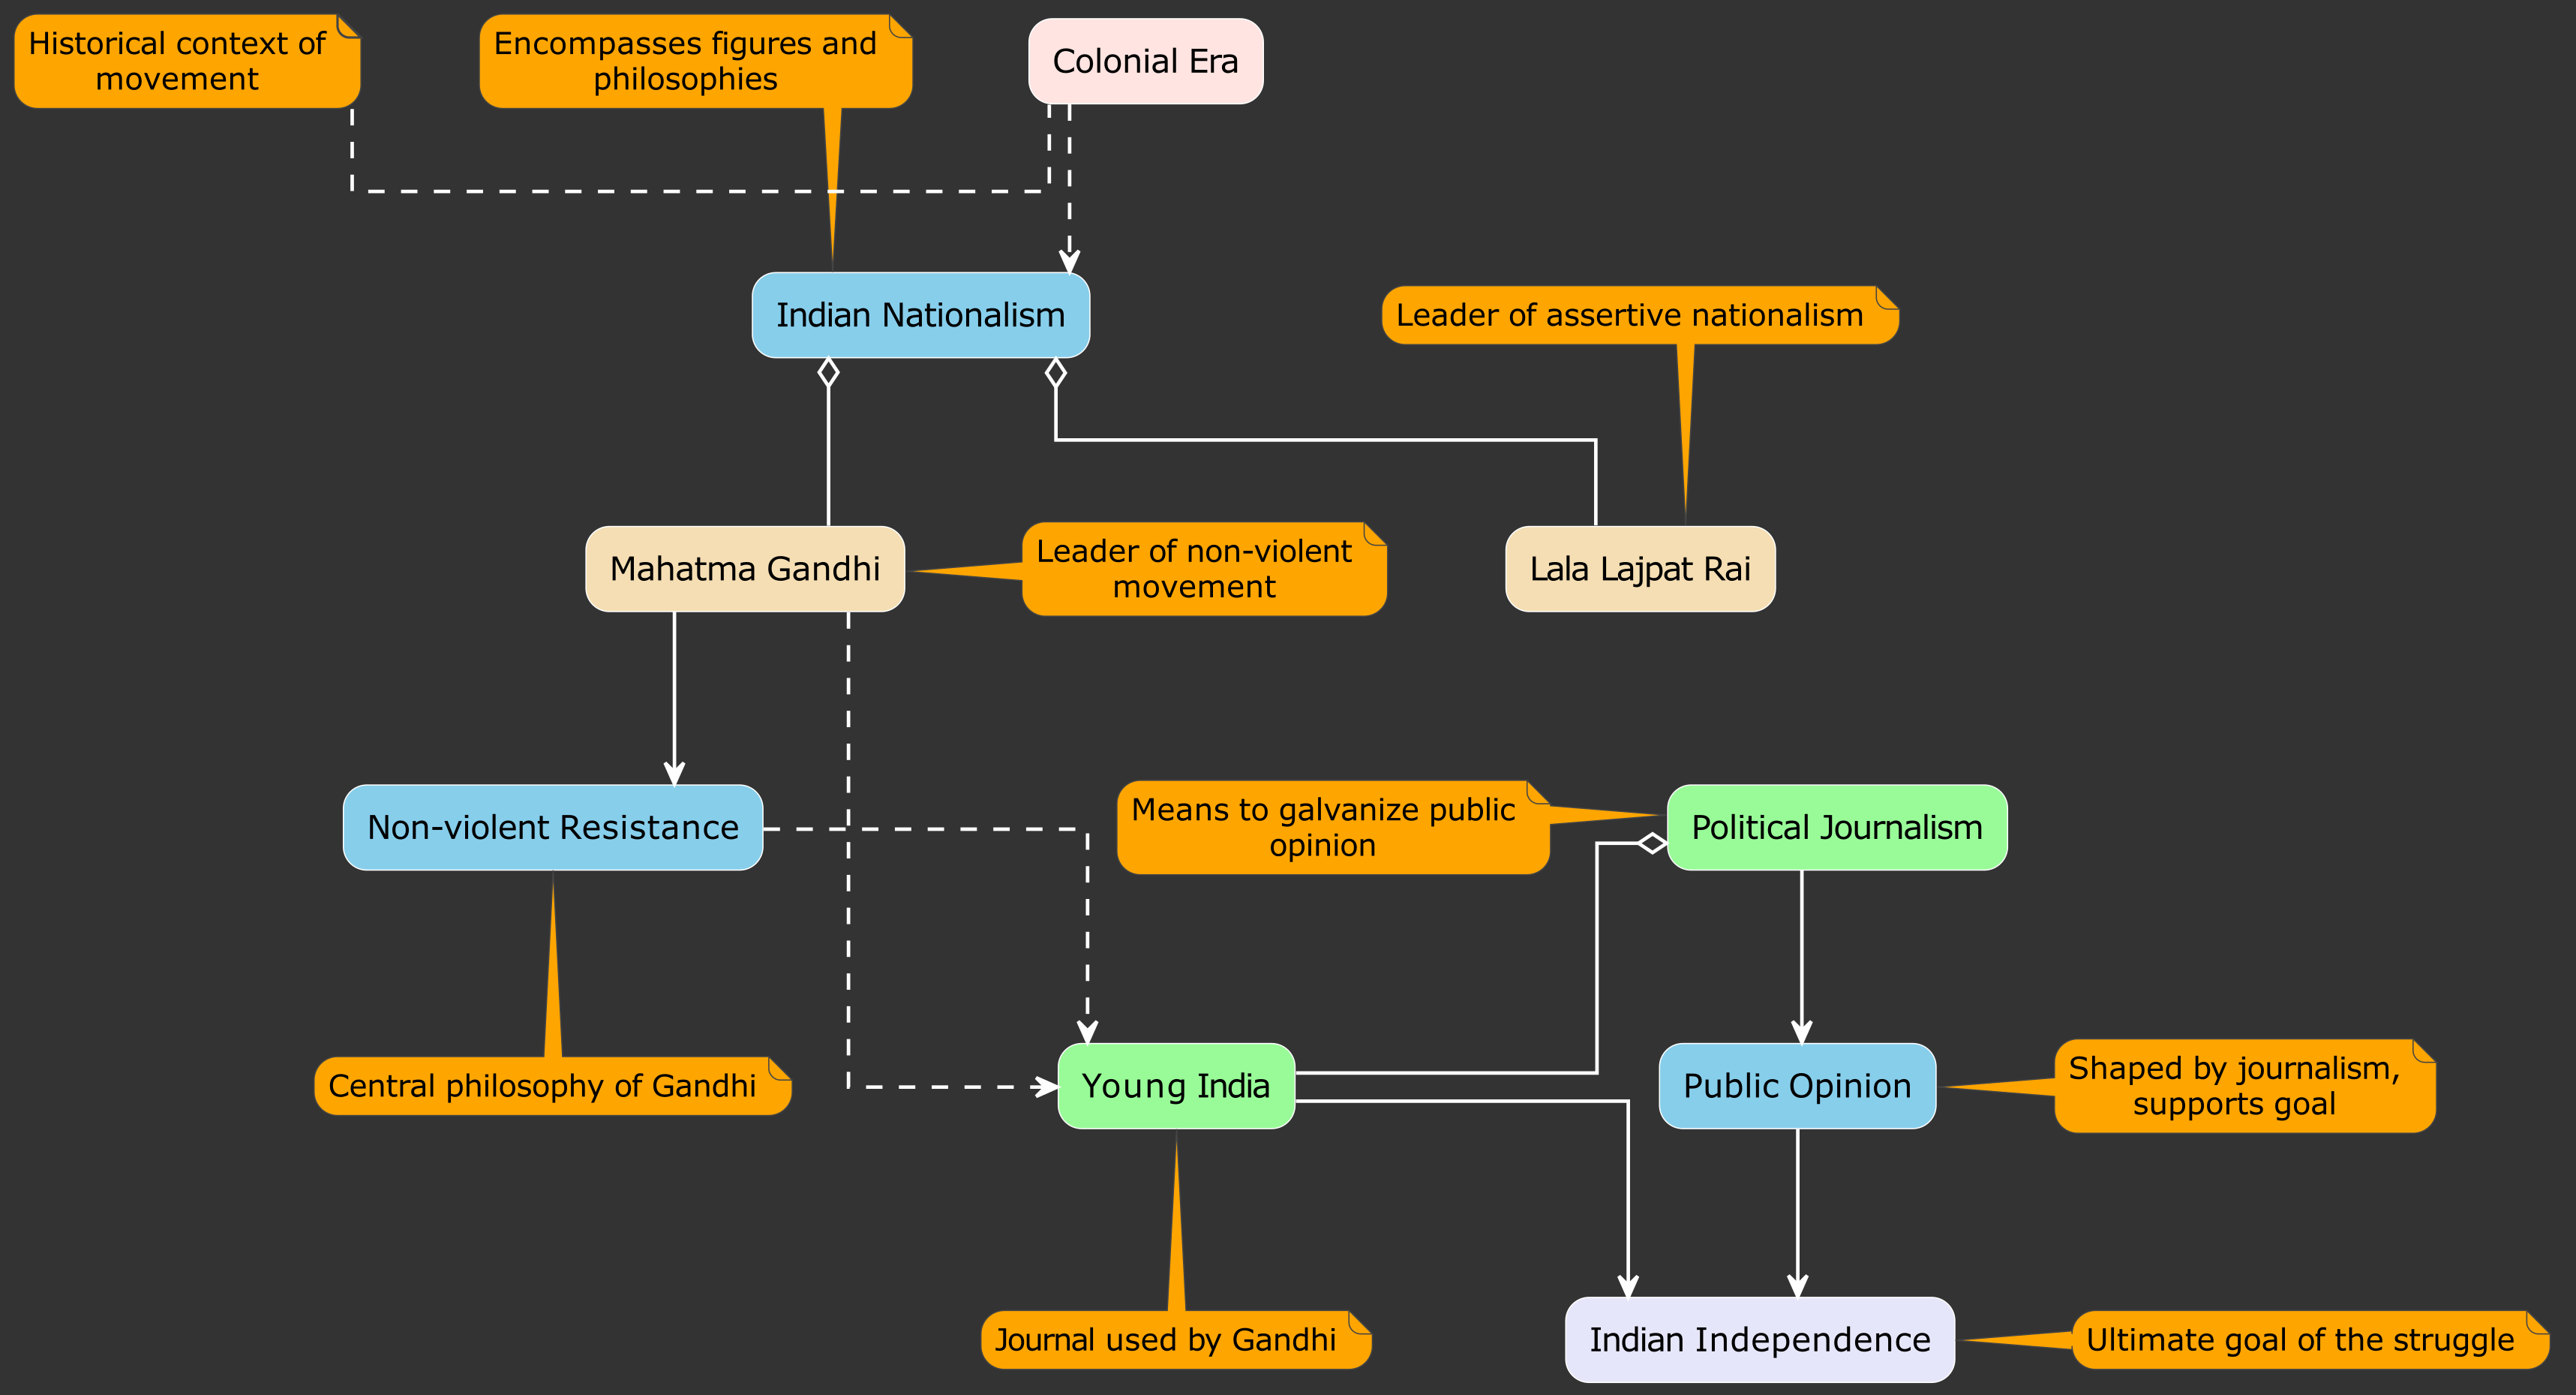 Historical context of
movement
Encompasses figures and
philosophies
Colonial Era
Indian Nationalism
Leader of assertive nationalism
Mahatma Gandhi
Leader of non-violent
movement
Lala Lajpat Rai
Non-violent Resistance
Means to galvanize public
opinion
Political Journalism
Central philosophy of Gandhi
Young India
Public Opinion
Shaped by journalism,
supports goal
Journal used by Gandhi
Indian Independence
Ultimate goal of the struggle